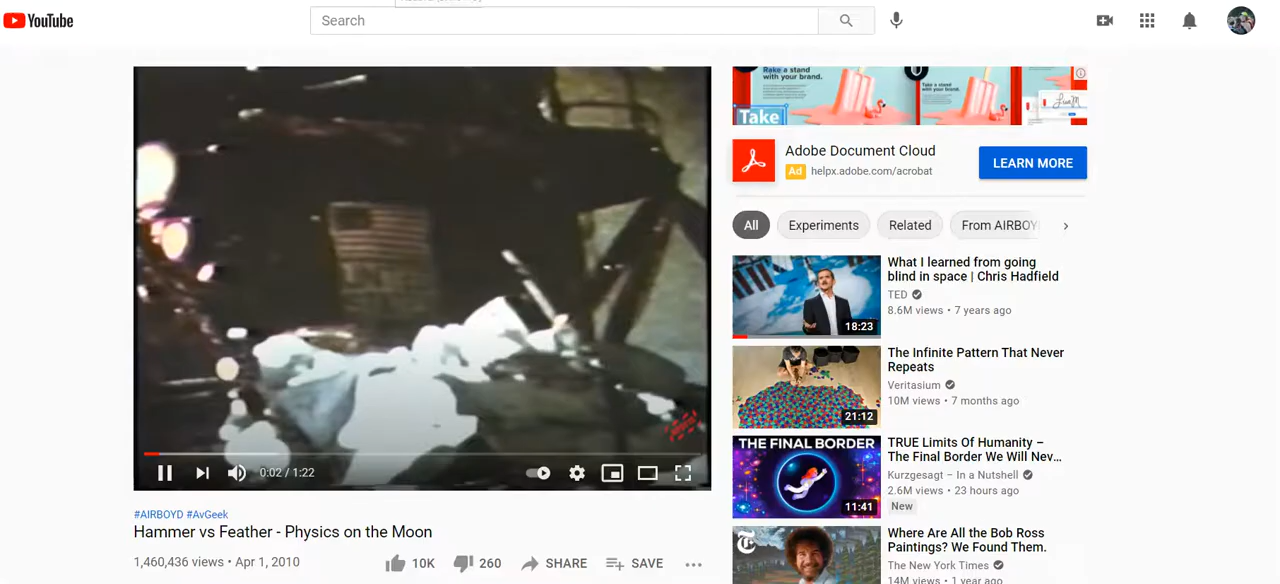 YouTube
Search
Take a stand
with your brand.
Take
Adobe Document Cloud
Ad helpx.adobe.com/acrobat
LEARN MORE
All
Experiments
Related
From AIRBOY
What I learned from going
blind in space | Chris Hadfield
TED
8.6M views • 7 years ago
18:23
The Infinite Pattern That Never
Repeats
Veritasium
10M views • 7 months ago
21:12
THE FINAL BORDER
TRUE Limits Of Humanity –
The Final Border We Will Nev...
Kurzgesagt – In a Nutshell
2.6M views • 23 hours ago
New
11:41
Where Are All the Bob Ross
Paintings? We Found Them.
The New York Times
14M views • 1 year ago
0:02 / 1:22
#AIRBOYD #AvGeek
Hammer vs Feather - Physics on the Moon
1,460,436 views • Apr 1, 2010
10K
260
SHARE
SAVE